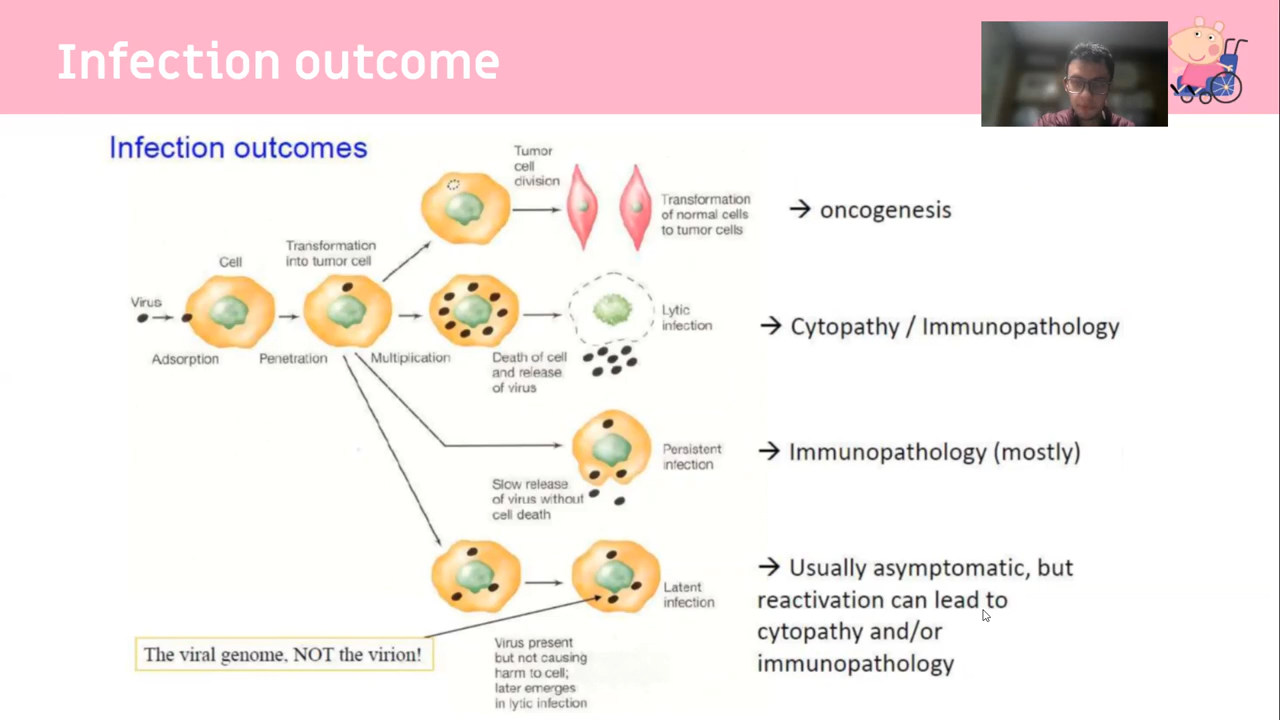 Infection outcome
Infection outcomes
Tumor
cell
division
Transformation
of normal cells
to tumor cells
→ oncogenesis
Transformation
into tumor cell
Cell
Virus
Adsorption
Penetration
Multiplication
Death of cell
and release
of virus
Lytic
infection
→ Cytopathy / Immunopathology
Persistent
infection
→ Immunopathology (mostly)
Slow release
of virus without
cell death
Latent
infection
→ Usually asymptomatic, but
reactivation can lead to
cytopathy and/or
immunopathology
The viral genome, NOT the virion!
Virus present
but not causing
harm to cell;
later emerges
in lytic infection